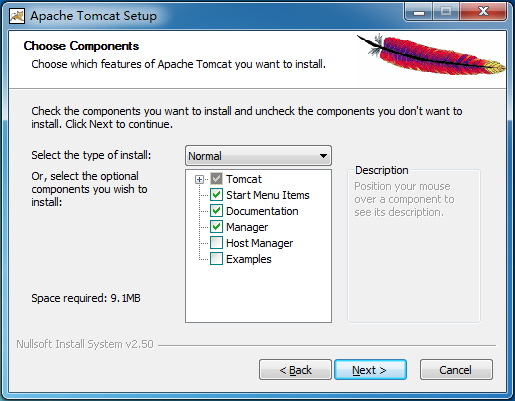 Apache Tomcat Setup
Choose Components
Choose which features of Apache Tomcat you want to install.
Check the components you want to install and uncheck the components you don't want to
install. Click Next to continue.
Select the type of install:
Normal
Or, select the optional
components you wish to
install:
Tomcat
Start Menu Items
Documentation
Manager
Host Manager
Examples
Description
Position your mouse
over a component to
see its description.
Space required: 9.1MB
Nullsoft Install System v2.50
< Back
Next >
Cancel